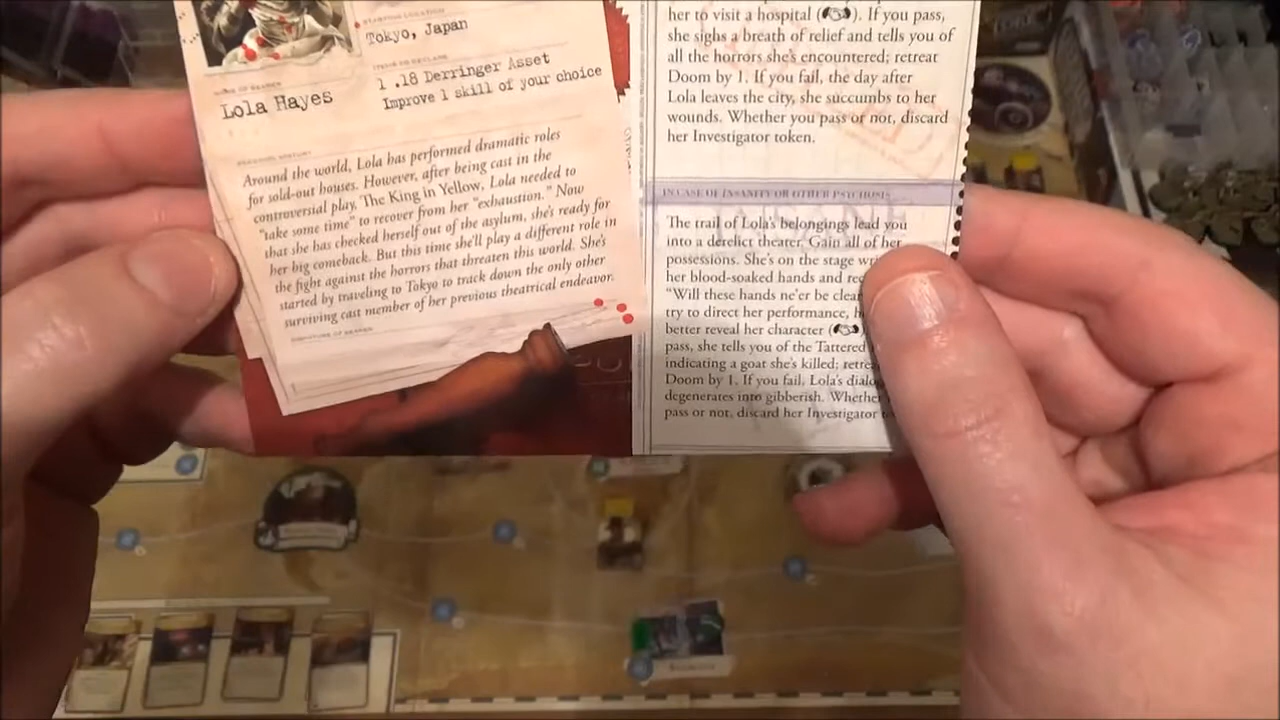 STARTING LOCATION
Tokyo, Japan
1 .18 Derringer Asset
Improve 1 skill of your choice
NAME OF BEARER
Lola Hayes
PERSONAL HISTORY
Around the world, Lola has performed dramatic roles
for sold-out houses. However, after being cast in the
controversial play, The King in Yellow, Lola needed to
"take some time" to recover from her "exhaustion." Now
that she has checked herself out of the asylum, she's ready for
her big comeback. But this time she'll play a different role in
the fight against the horrors that threaten this world. She's
started by traveling to Tokyo to track down the only other
surviving cast member of her previous theatrical endeavor.
SIGNATURE OF BEARER
her to visit a hospital ( ). If you pass,
she sighs a breath of relief and tells you of
all the horrors she's encountered; retreat
Doom by 1. If you fail, the day after
Lola leaves the city, she succumbs to her
wounds. Whether you pass or not, discard
her Investigator token.
IN CASE OF INSANITY OR OTHER PSYCHOSIS
The trail of Lola's belongings lead you
into a derelict theater. Gain all of her
possessions. She's on the stage
her blood-soaked hands and
"Will these hands ne'er be
try to direct her performance,
better reveal her character ( )
pass, she tells you of the Tattered
indicating a goat she's killed;
Doom by 1. If you fail, Lola's
degenerates into gibberish. Whether
pass or not, discard her Investigator